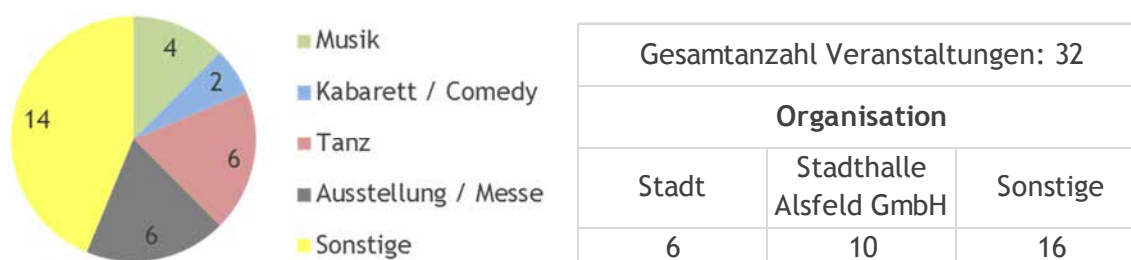 4
2
6
6
14
Musik
Kabarett / Comedy
Tanz
Ausstellung / Messe
Sonstige
Gesamtanzahl Veranstaltungen: 32
Organisation
Stadt
Stadthalle
Alsfeld GmbH
Sonstige
6
10
16